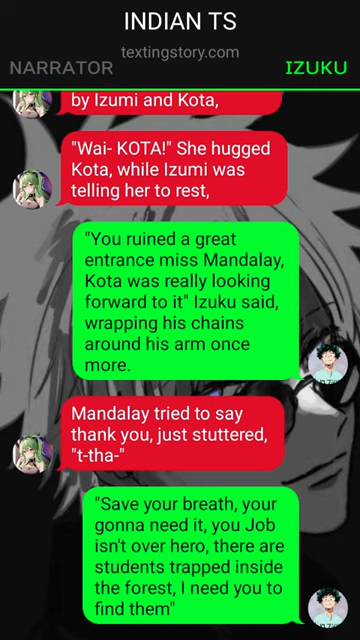 INDIAN TS
textingstory.com
NARRATOR
IZUKU
by Izumi and Kota,
"Wai- KOTA!" She hugged
Kota, while Izumi was
telling her to rest,
"You ruined a great
entrance miss Mandalay,
Kota was really looking
forward to it" Izuku said,
wrapping his chains
around his arm once
more.
Mandalay tried to say
thank you, just stuttered,
"t-tha-"
"Save your breath, your
gonna need it, you Job
isn't over hero, there are
students trapped inside
the forest, I need you to
find them"